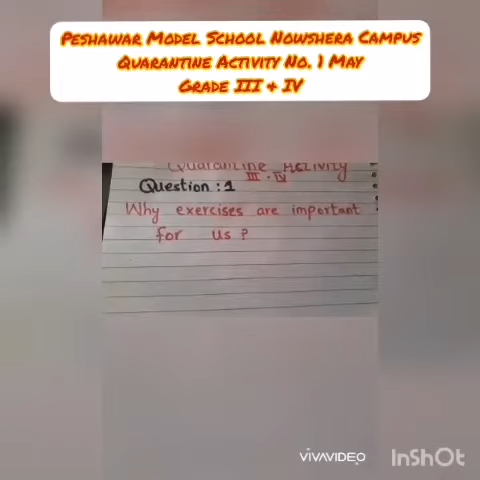 Peshawar Model School Nowshera Campus
Quarantine Activity No. 1 May
Grade III & IV
Quarantine Activity
III - IV
Question : 1
Why exercises are important
for us ?
VIVAVIDEO
InShOt